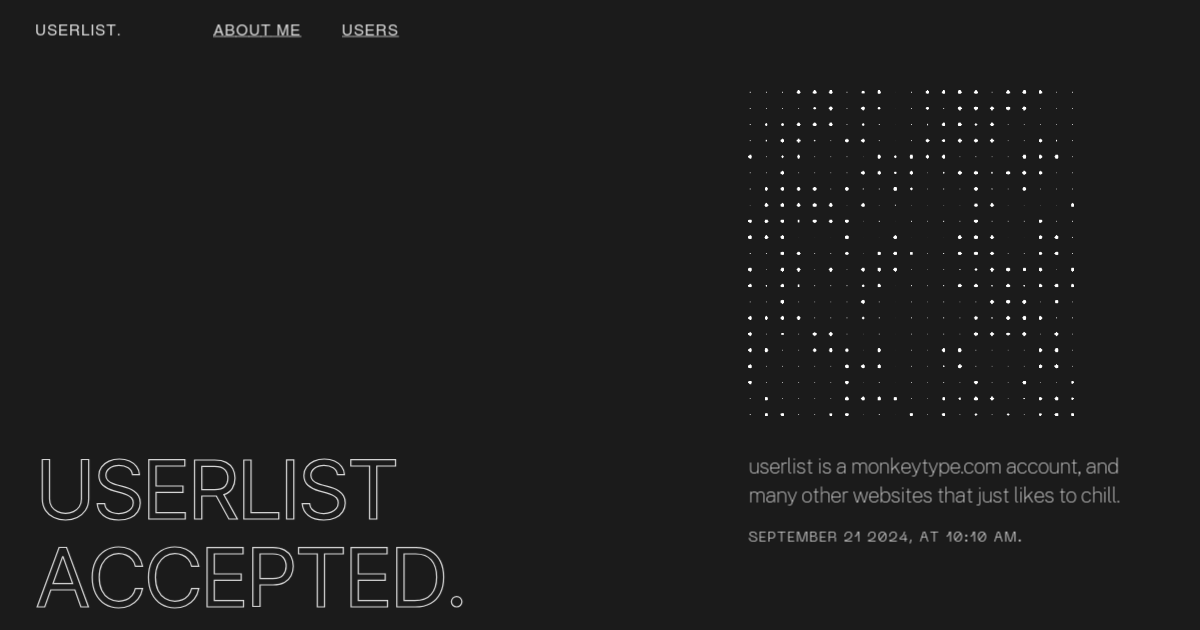 USERLIST.
ABOUT ME
USERS
userlist is a monkeytype.com account, and
many other websites that just likes to chill.
SEPTEMBER 21 2024, AT 10:10 AM.
USERLIST
ACCEPTED.